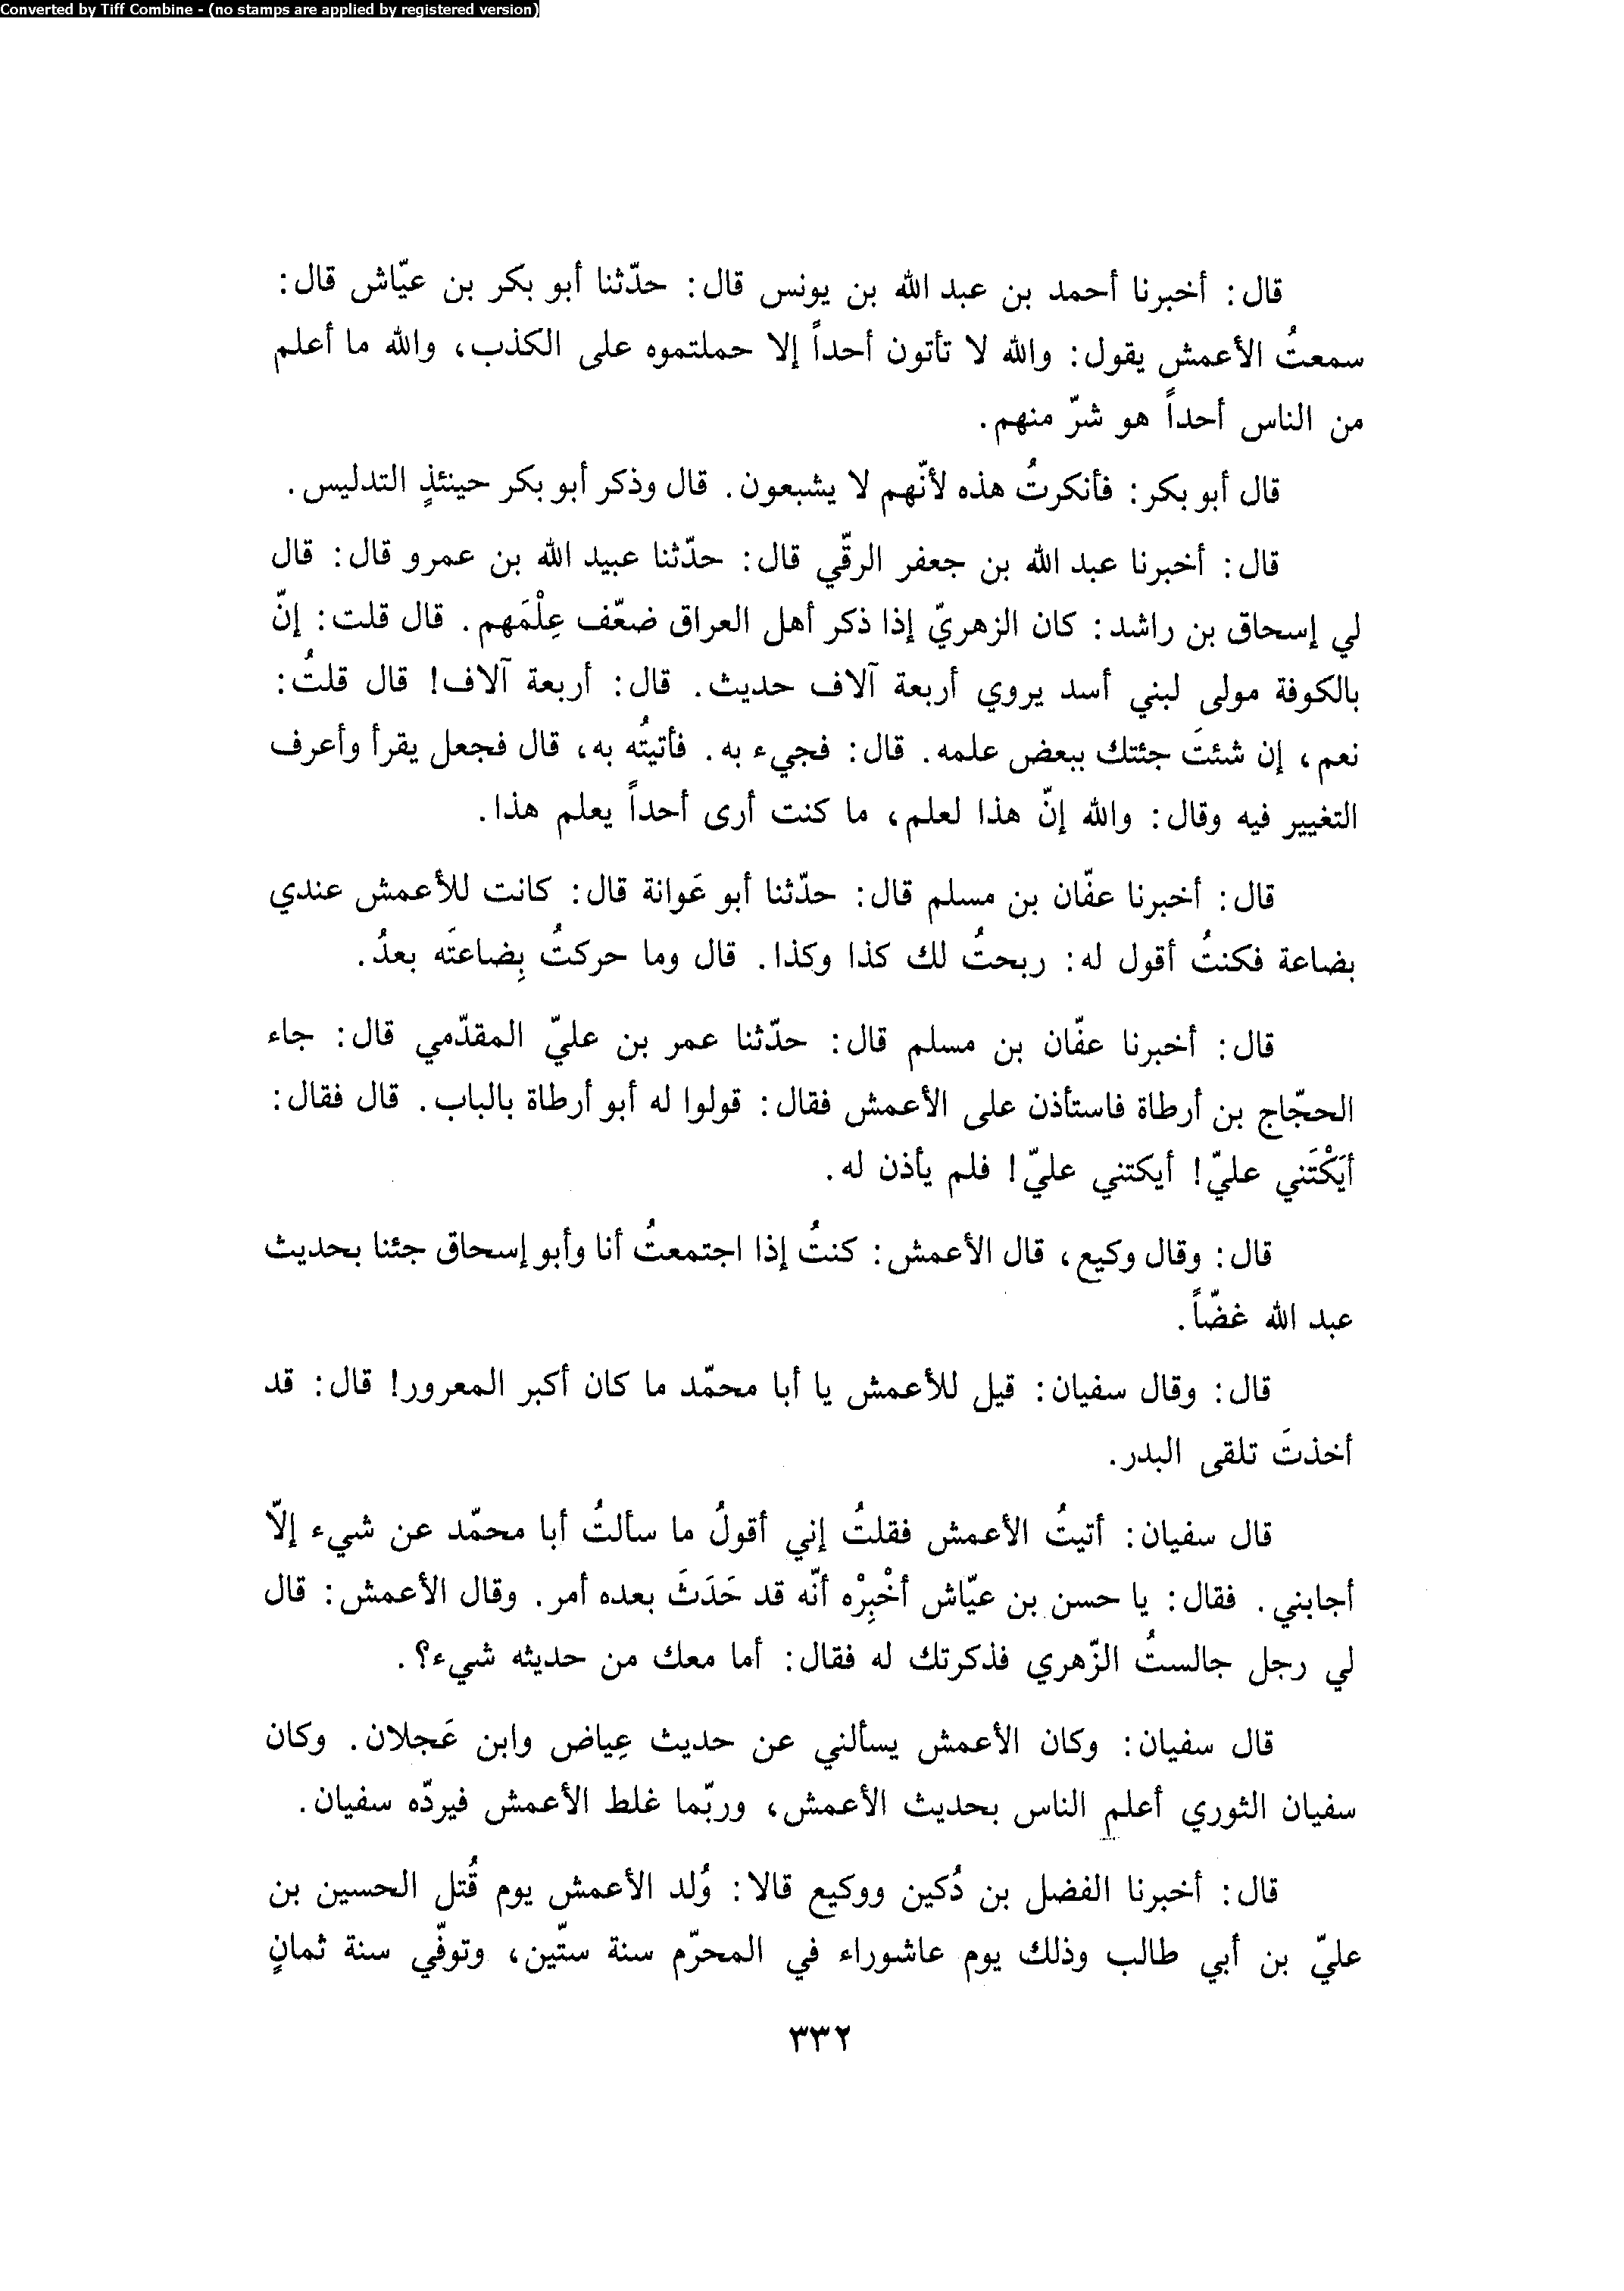 Converted by Tiff Combine - (no stamps are applied by registered version)
قال: أخبرنا أحمد بن عبد الله بن يونس قال: حدّثنا أبو بكر بن عيّاش قال:
سمعتُ الأعمش يقول: والله لا تأتون أحداً إلا حملتموه على الكذب، والله ما أعلم
من الناس أحداً هو شرّ منهم.
قال أبو بكر: فأنكرتُ هذه لأنّهم لا يشبعون. قال وذكر أبو بكر حينئذٍ التدليس.
قال: أخبرنا عبد الله بن جعفر الرقّي قال: حدّثنا عبيد الله بن عمرو قال: قال
لي إسحاق بن راشد: كان الزهريّ إذا ذكر أهل العراق ضعّف عِلْمَهم. قال قلت: إنّ
بالكوفة مولى لبني أسد يروي أربعة آلاف حديث. قال: أربعة آلاف! قال قلتُ:
نعم، إن شئتَ جئتك ببعض علمه. قال: فجيء به. فأتيتُه به، قال فجعل يقرأ وأعرف
التغيير فيه وقال: والله إنّ هذا لعلم، ما كنت أرى أحداً يعلم هذا.
قال: أخبرنا عفّان بن مسلم قال: حدّثنا أبو عَوانة قال: كانت للأعمش عندي
بضاعة فكنتُ أقول له: ربحتُ لك كذا وكذا. قال وما حركتُ بِضاعتَه بعدُ.
قال: أخبرنا عفّان بن مسلم قال: حدّثنا عمر بن عليّ المقدّمي قال: جاء
الحجّاج بن أرطاة فاستأذن على الأعمش فقال: قولوا له أبو أرطاة بالباب. قال فقال:
أيَكْتَني عليّ! أيكتني عليّ! فلم يأذن له.
قال: وقال وكيع، قال الأعمش: كنتُ إذا اجتمعتُ أنا وأبو إسحاق جئنا بحديث
عبد الله غضّاً.
قال: وقال سفيان: قيل للأعمش يا أبا محمّد ما كان أكبر المعرور! قال: قد
أخذتَ تلقى البدر.
قال سفيان: أتيتُ الأعمش فقلتُ إني أقولُ ما سألتُ أبا محمّد عن شيء إلّا
أجابني. فقال: يا حسن بن عيّاش أخْبِرْه أنّه قد حَدَثَ بعده أمر. وقال الأعمش: قال
لي رجل جالستُ الزّهري فذكرتك له فقال: أما معك من حديثه شيء؟.
قال سفيان: وكان الأعمش يسألني عن حديث عِياض وابن عَجلان. وكان
سفيان الثوري أعلم الناس بحديث الأعمش، وربّما غلط الأعمش فيردّه سفيان.
قال: أخبرنا الفضل بن دُكين ووكيع قالا: وُلد الأعمش يوم قُتل الحسين بن
عليّ بن أبي طالب وذلك يوم عاشوراء في المحرّم سنة ستّين، وتوفّي سنة ثمانٍ
٣٣٢